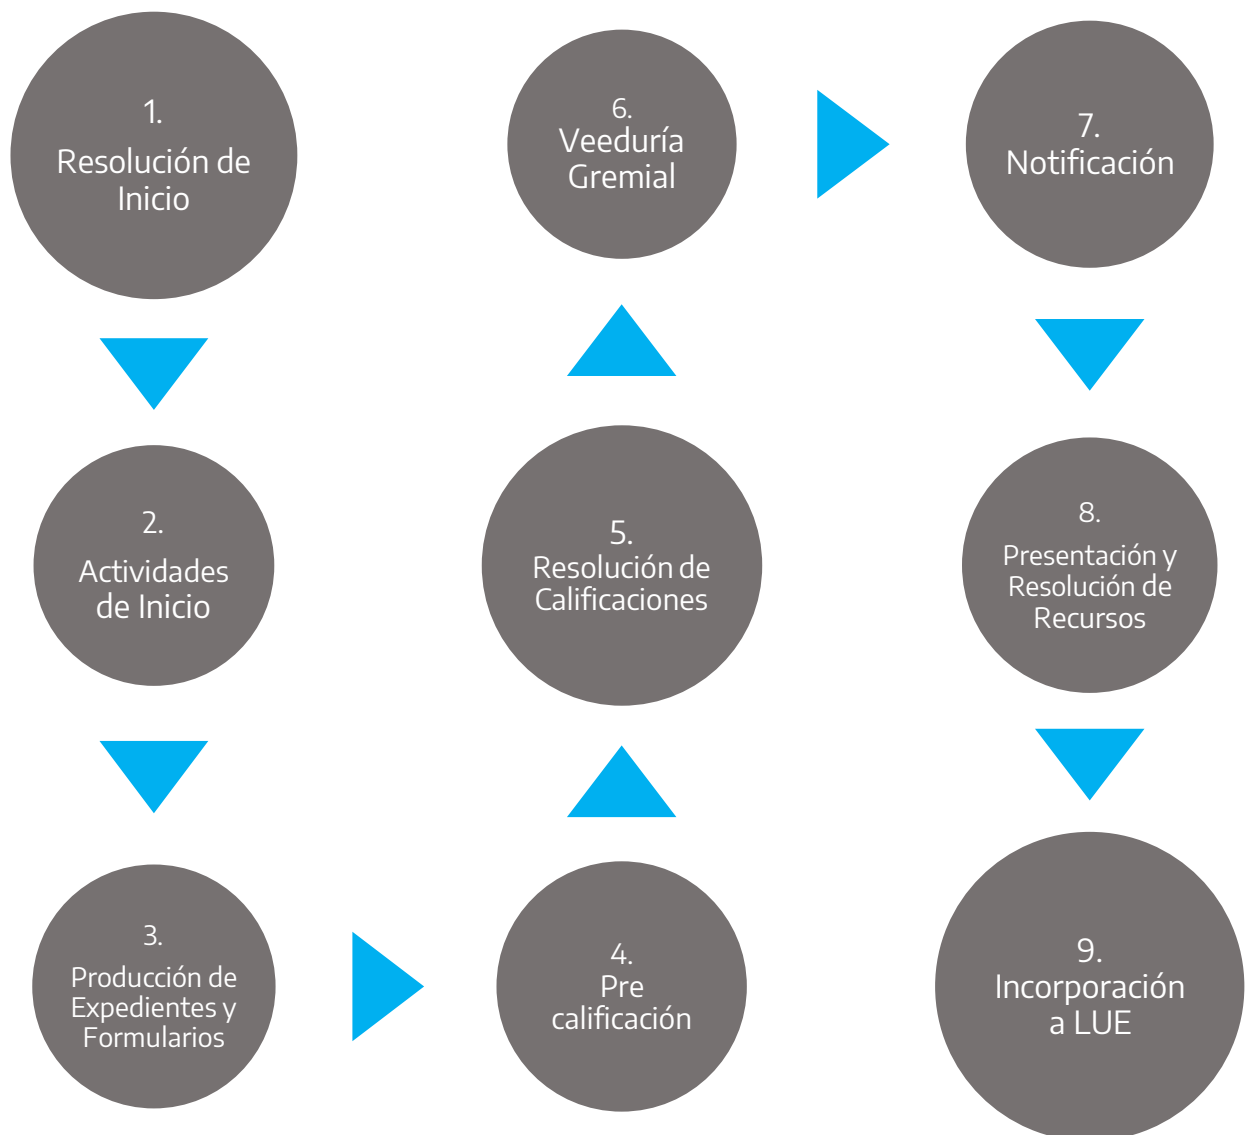 1.
Resolución de
Inicio
2.
Actividades
de Inicio
3.
Producción de
Expedientes y
Formularios
4.
Pre
calificación
5.
Resolución de
Calificaciones
6.
Veeduría
Gremial
7.
Notificación
8.
Presentación y
Resolución de
Recursos
9.
Incorporación
a LUE